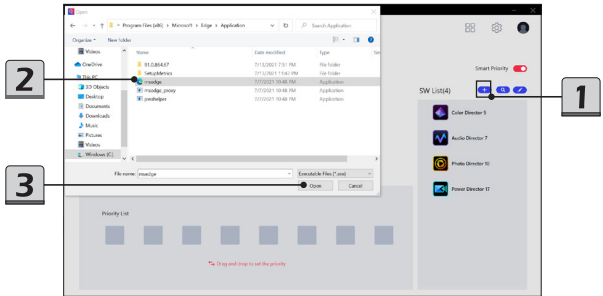 Open
Program Files (x86) > Microsoft > Edge > Application
Search Application
Organize
New folder
Videos
OneDrive
This PC
3D Objects
Desktop
Documents
Downloads
Music
Pictures
Videos
Windows (C:)
Name Date modified Type
91.0.864.67 7/13/2021 7:51 PM File folder
SetupMetrics 7/13/2021 11:42 PM File folder
msedge 7/7/2021 10:48 PM Application
msedge_proxy 7/7/2021 10:48 PM Application
pwahelper 7/7/2021 10:48 PM Application
File name: msedge
Executable Files (*.exe)
Open Cancel
Smart Priority
SW List(4)
Color Director 5
Audio Director 7
Photo Director 10
Power Director 17
Priority List
Drag and drop to set the priority
1
2
3